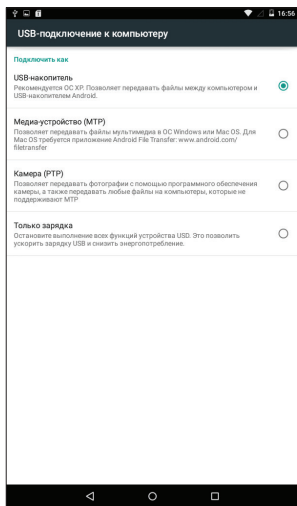 16:56
USB-подключение к компьютеру
Подключить как
USB-накопитель
Рекомендуется ОС XP. Позволяет передавать файлы между компьютером и
USB-накопителем Android.
Медиа-устройство (MTP)
Позволяет передавать файлы мультимедиа в ОС Windows или Mac OS. Для
Mac OS требуется приложение Android File Transfer: www.android.com/
filetransfer
Камера (PTP)
Позволяет передавать фотографии с помощью программного обеспечения
камеры, а также передавать любые файлы на компьютеры, которые не
поддерживают MTP
Только зарядка
Остановите выполнение всех функций устройства USD. Это позволить
ускорить зарядку USB и снизить энергопотребление.